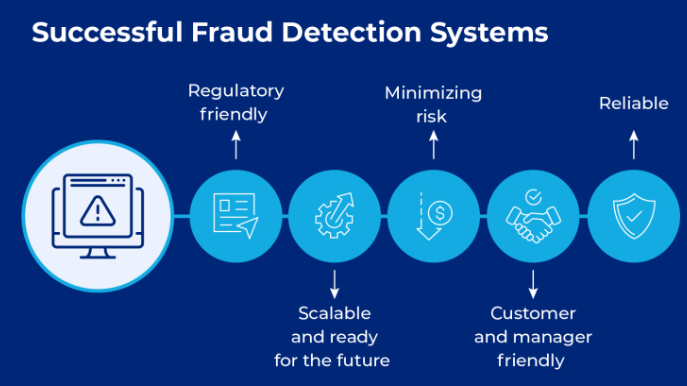 Successful Fraud Detection Systems
Regulatory
friendly
Minimizing
risk
Reliable
$
Scalable
and ready
for the future
Customer
and manager
friendly